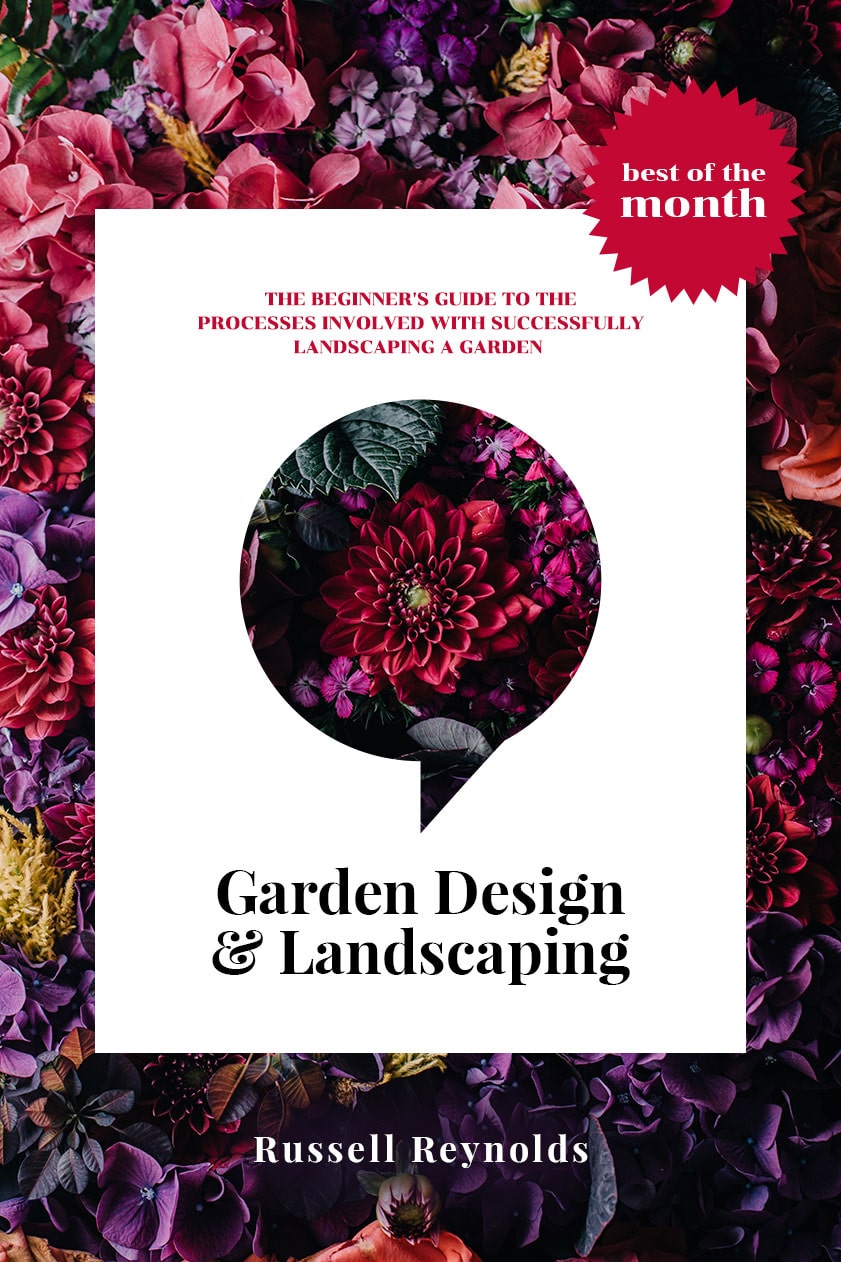 best of the
month
THE BEGINNER'S GUIDE TO THE
PROCESSES INVOLVED WITH SUCCESSFULLY
LANDSCAPING A GARDEN
Garden Design
& Landscaping
Russell Reynolds